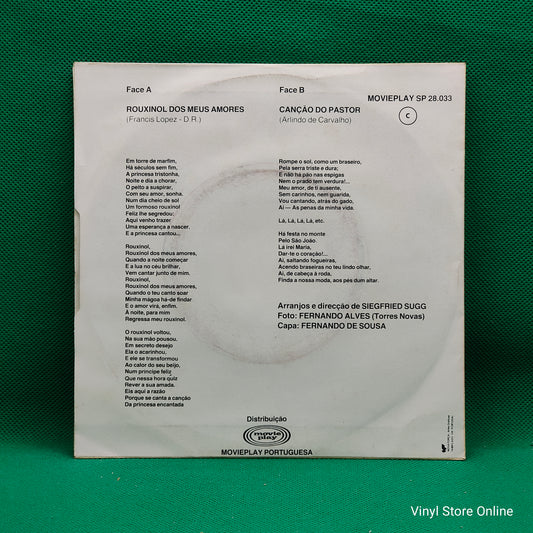 Face A
ROUXINOL DOS MEUS AMORES
(Francis Lopez - D.R.)
Em torre de marfim,
Há séculos sem fim,
A princesa tristonha,
Noite e dia a chorar,
O peito a suspirar,
Com seu amor, sonha.
Num dia cheio de sol
Um formoso rouxinol
Feliz lhe segredou:
Aqui venho trazer
Uma esperança a nascer.
E a princesa cantou...
Rouxinol,
Rouxinol dos meus amores,
Quando a noite começar
E a lua no céu brilhar,
Vem cantar junto de mim.
Rouxinol,
Rouxinol dos meus amores,
Quando o teu canto soar
Minha mágoa há-de findar
E o amor virá, enfim.
À noite, para mim
Regressa meu rouxinol.
O rouxinol voltou,
Na sua mão pousou.
Em secreto desejo
Ela o acarinhou,
E ele se transformou
Ao calor do seu beijo,
Num príncipe feliz
Que nessa hora quiz
Rever a sua amada.
Eis aqui a razão
Porque se canta a canção
Da princesa encantada
Face B
CANÇÃO DO PASTOR
(Arlindo de Carvalho)
Rompe o sol, como um braseiro,
Pela serra triste e dura;
E não há pão nas espigas
Nem o prado tem verdura!...
Meu amor, de ti ausente,
Sem carinhos, nem guarida,
Vou cantando, atrás do gado,
Ai — As penas da minha vida.
Lá, Lá, Lá, Lá, etc.
Há festa no monte
Pelo São João.
Lá irei Maria,
Dar-te o coração!...
Ai, saltando fogueiras,
Acendo braseiros no teu lindo olhar,
Ai, de cabeça à roda,
Finda a nossa moda, aos pés dum altar.
MOVIEPLAY SP 28.033
C
Arranjos e direcção de SIEGFRIED SUGG
Foto: FERNANDO ALVES (Torres Novas)
Capa: FERNANDO DE SOUSA
Distribuição
movie
play
MOVIEPLAY PORTUGUESA
Vinyl Store Online